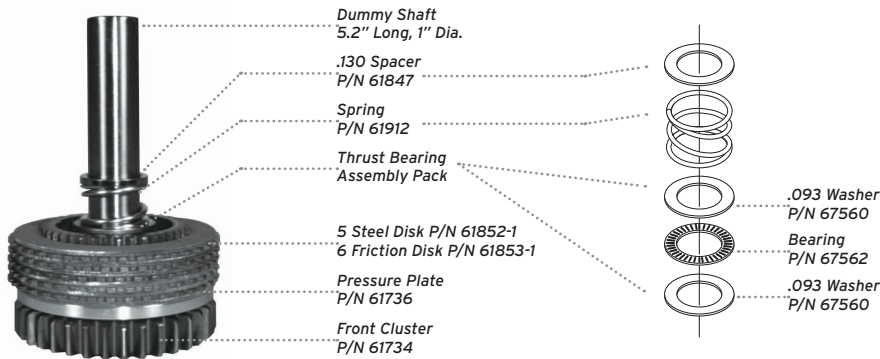 Dummy Shaft
5.2” Long, 1” Dia.
.130 Spacer
P/N 61847
Spring
P/N 61912
Thrust Bearing
Assembly Pack
5 Steel Disk P/N 61852-1
6 Friction Disk P/N 61853-1
Pressure Plate
P/N 61736
Front Cluster
P/N 61734
.093 Washer
P/N 67560
Bearing
P/N 67562
.093 Washer
P/N 67560